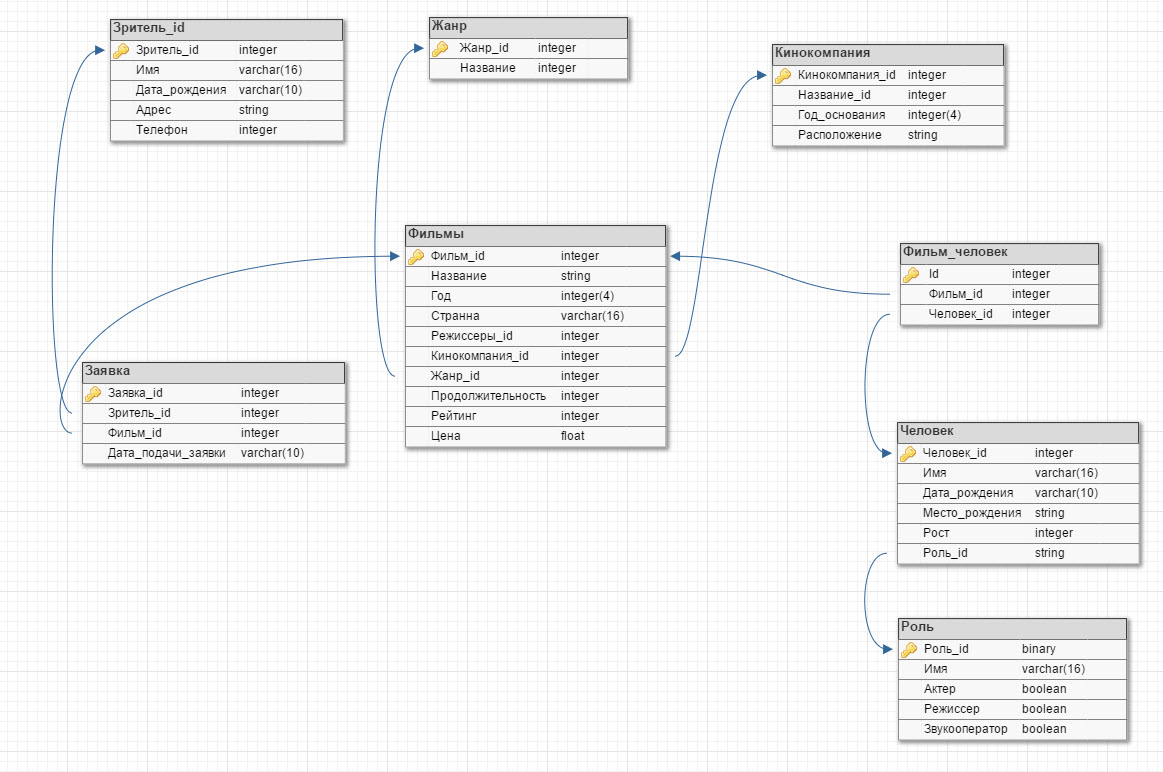 Зритель_id
Зритель_id integer
Имя varchar(16)
Дата_рождения varchar(10)
Адрес string
Телефон integer
Жанр
Жанр_id integer
Название integer
Кинокомпания
Кинокомпания_id integer
Название_id integer
Год_основания integer(4)
Расположение string
Фильмы
Фильм_id integer
Название string
Год integer(4)
Странна varchar(16)
Режиссеры_id integer
Кинокомпания_id integer
Жанр_id integer
Продолжительность integer
Рейтинг integer
Цена float
Фильм_человек
Id integer
Фильм_id integer
Человек_id integer
Заявка
Заявка_id integer
Зритель_id integer
Фильм_id integer
Дата_подачи_заявки varchar(10)
Человек
Человек_id integer
Имя varchar(16)
Дата_рождения varchar(10)
Место_рождения string
Рост integer
Роль_id string
Роль
Роль_id binary
Имя varchar(16)
Актер boolean
Режиссер boolean
Звукооператор boolean